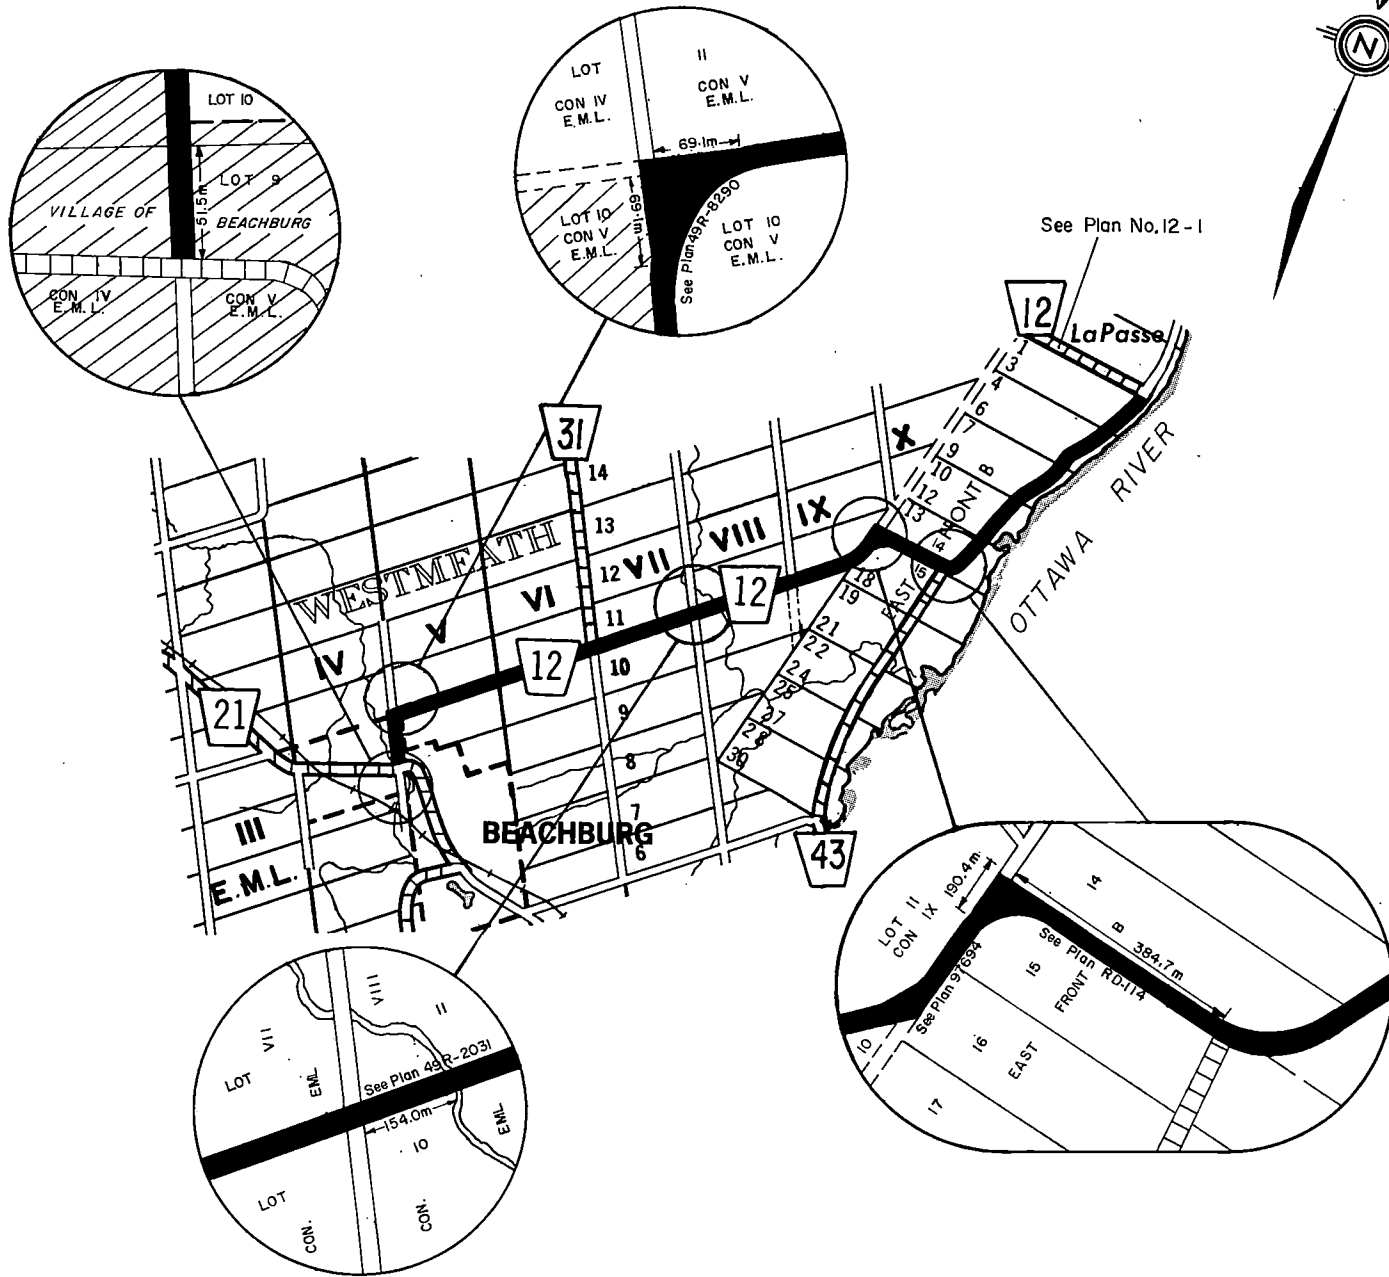 N
LOT 10
LOT 9
51.5m
VILLAGE OF BEACHBURG
CON IV
E.M.L.
CON V
E.M.L.
LOT 11
CON IV
E.M.L.
CON V
E.M.L.
69.1m
69.1m
LOT 10
CON V
E.M.L.
See Plan 49R-8290
LOT 10
CON V
E.M.L.
See Plan No. 12-1
12
LaPasse
1
3
4
6
7
9
10
12
13
14
15
18
19
21
22
24
25
27
28
30
EAST FRONT B
OTTAWA RIVER
31
14
13
12
11
10
9
8
7
6
WESTMEATH
III
IV
V
VI
VII
VIII
IX
X
E.M.L.
12
12
21
43
BEACHBURG
LOT VII
EML
VIII
11
See Plan 49R-2031
154.0m
10
EML
LOT
CON.
CON.
LOT 11
CON IX
190.4m.
14
B
384.7m
See Plan RD-114
See Plan 97694
15
FRONT
16
EAST
10
17